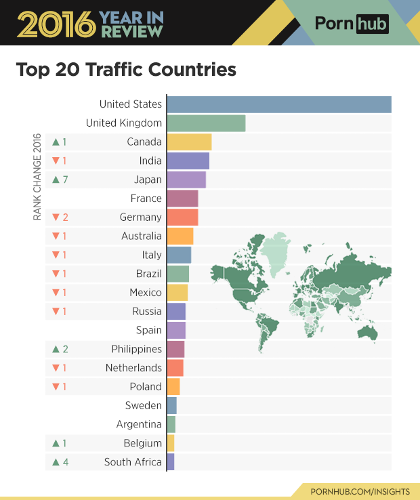 2016 YEAR IN REVIEW
Porn hub
Top 20 Traffic Countries
RANK CHANGE 2016
United States
United Kingdom
▲ 1 Canada
▼ 1 India
▲ 7 Japan
France
▼ 2 Germany
▼ 1 Australia
▼ 1 Italy
▼ 1 Brazil
▼ 1 Mexico
▼ 1 Russia
Spain
▲ 2 Philippines
▼ 1 Netherlands
▼ 1 Poland
Sweden
Argentina
▲ 1 Belgium
▲ 4 South Africa
PORNHUB.COM/INSIGHTS